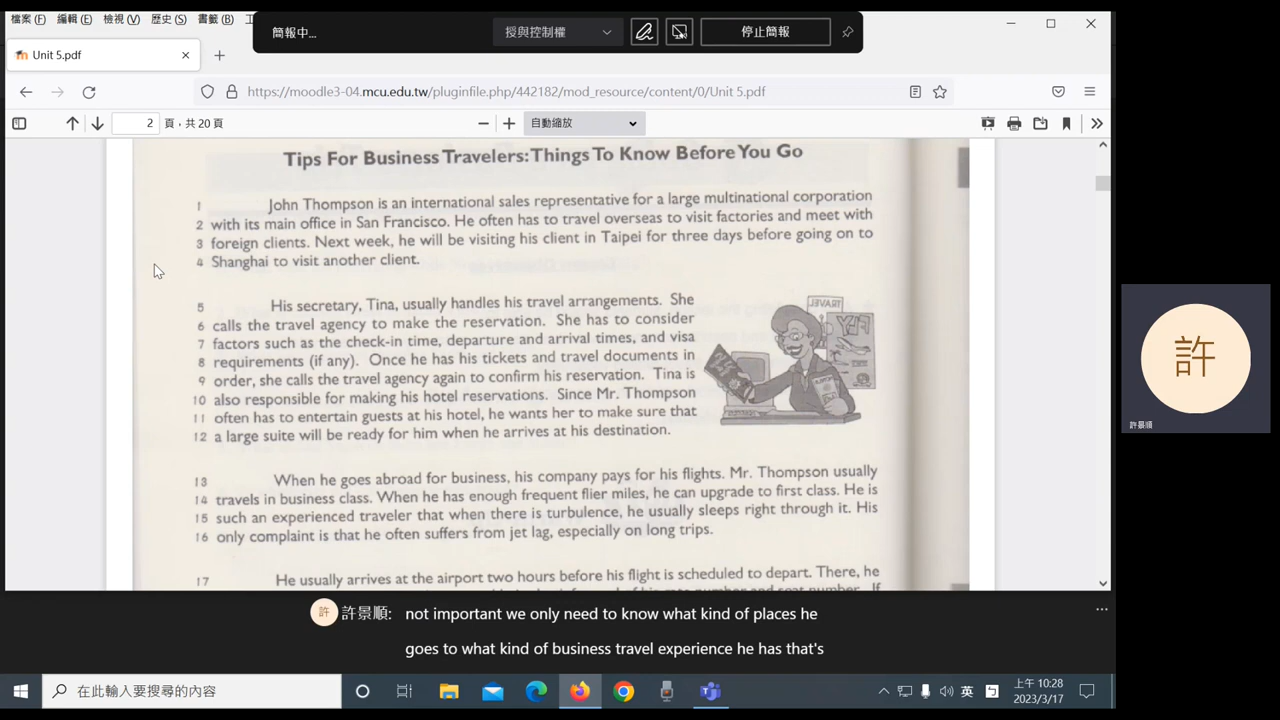 檔案(F) 編輯(E) 檢視(V) 歷史(S) 書籤(B) 工
簡報中...
授與控制權
停止簡報
Unit 5.pdf
https://moodle3-04.mcu.edu.tw/pluginfile.php/442182/mod_resource/content/0/Unit 5.pdf
2 頁，共 20 頁
自動縮放
Tips For Business Travelers: Things To Know Before You Go
1 John Thompson is an international sales representative for a large multinational corporation
2 with its main office in San Francisco. He often has to travel overseas to visit factories and meet with
3 foreign clients. Next week, he will be visiting his client in Taipei for three days before going on to
4 Shanghai to visit another client.
5 His secretary, Tina, usually handles his travel arrangements. She
6 calls the travel agency to make the reservation. She has to consider
7 factors such as the check-in time, departure and arrival times, and visa
8 requirements (if any). Once he has his tickets and travel documents in
9 order, she calls the travel agency again to confirm his reservation. Tina is
10 also responsible for making his hotel reservations. Since Mr. Thompson
11 often has to entertain guests at his hotel, he wants her to make sure that
12 a large suite will be ready for him when he arrives at his destination.
TRAVEL
FLY
13 When he goes abroad for business, his company pays for his flights. Mr. Thompson usually
14 travels in business class. When he has enough frequent flier miles, he can upgrade to first class. He is
15 such an experienced traveler that when there is turbulence, he usually sleeps right through it. His
16 only complaint is that he often suffers from jet lag, especially on long trips.
17 He usually arrives at the airport two hours before his flight is scheduled to depart. There, he
許
許景順
許 許景順: not important we only need to know what kind of places he
goes to what kind of business travel experience he has that's
在此輸入要搜尋的內容
英
上午 10:28
2023/3/17